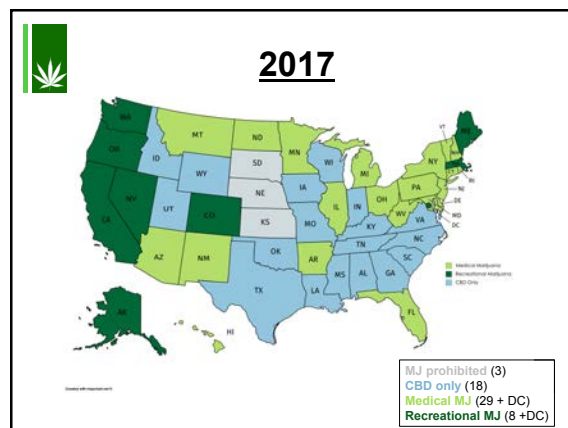 2017
WA
MT
ND
MN
ME
VT
NH
OR
ID
SD
WI
MI
NY
WY
RI
CT
IA
PA
NJ
NE
NV
OH
DE
UT
IL
IN
WV
MD
CO
DC
CA
KS
MO
VA
KY
NC
TN
OK
SC
AZ
NM
AR
MS
AL
GA
TX
LA
AK
FL
HI
Medical Marijuana
Recreational Marijuana
CBD Only
MJ prohibited (3)
CBD only (18)
Medical MJ (29 + DC)
Recreational MJ (8 +DC)